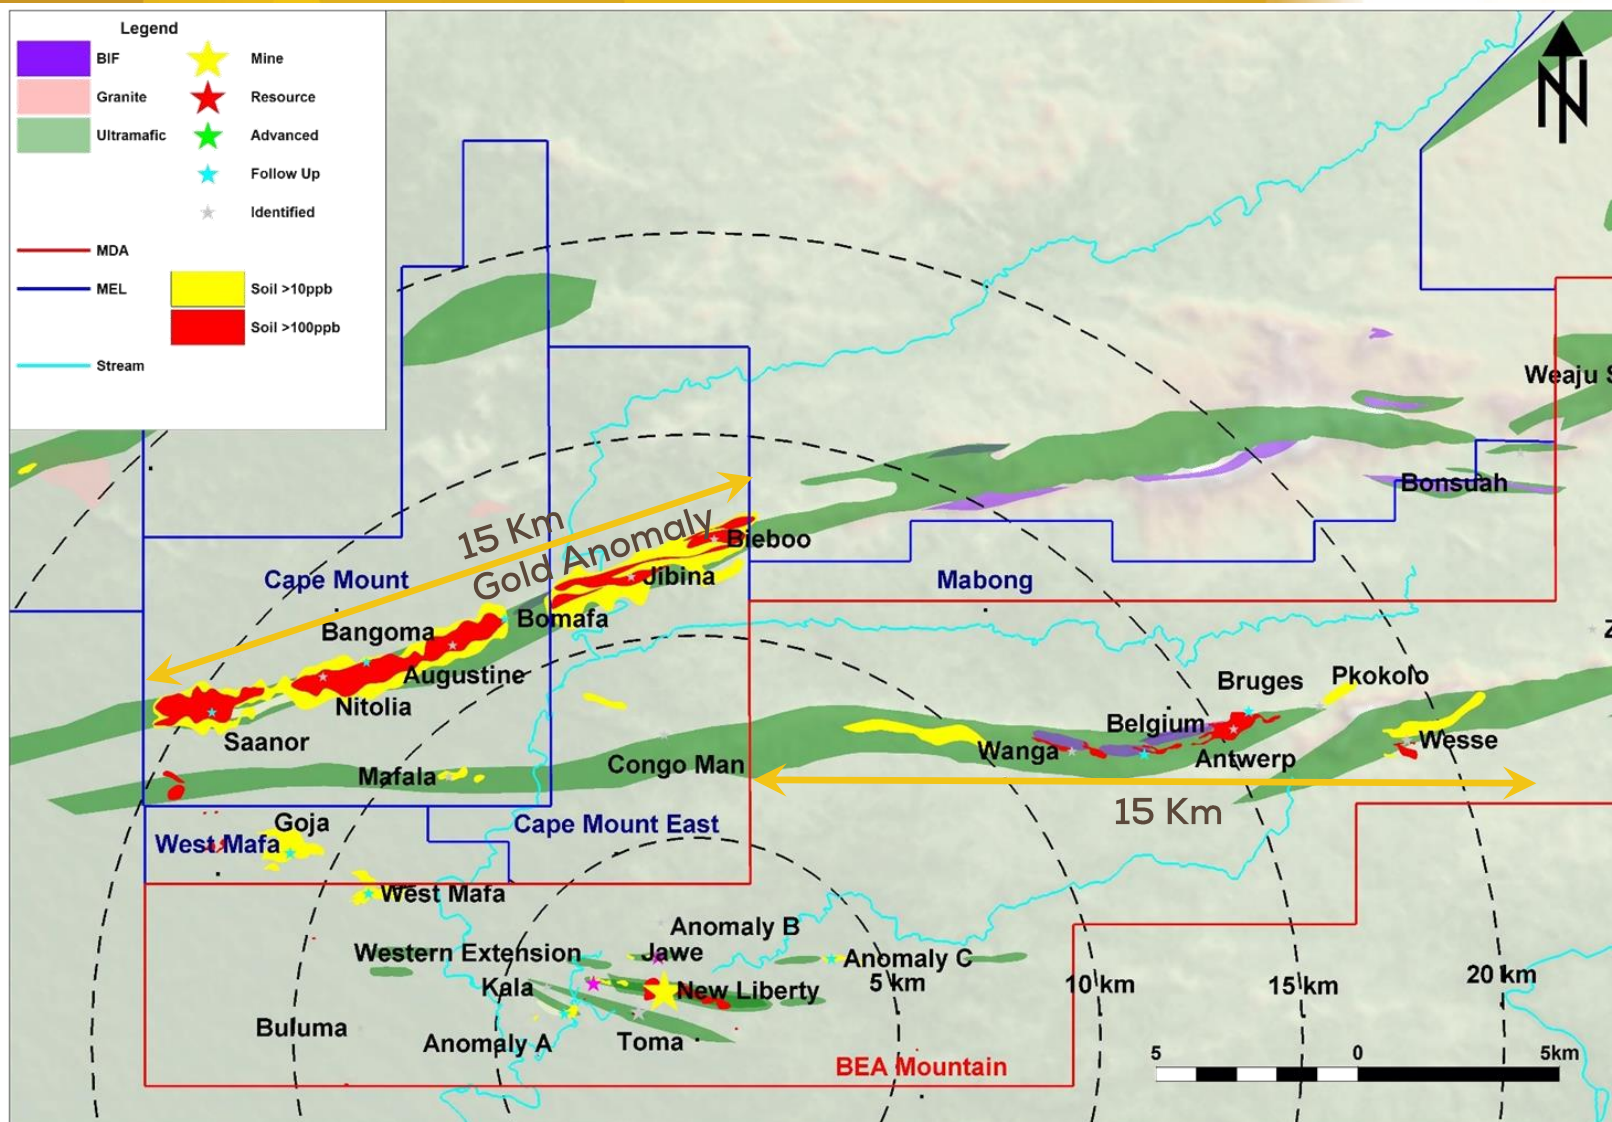 Legend
BIF
Mine
Granite
Resource
Ultramafic
Advanced
Follow Up
Identified
MDA
MEL
Soil >10ppb
Soil >100ppb
Stream
N
Weaju
Bonsuah
15 Km
Gold Anomaly
Bieboo
Jibina
Cape Mount
Mabong
Bomafa
Bangoma
Augustine
Nitolia
Saanor
Bruges
Pkokolo
Belgium
Wanga
Antwerp
Wesse
Mafala
Congo Man
15 Km
Goja
Cape Mount East
West Mafa
West Mafa
Anomaly B
Western Extension
Jawe
Anomaly C
Kala
New Liberty
5 km
10 km
15 km
20 km
Buluma
Anomaly A
Toma
BEA Mountain
5
0
5km